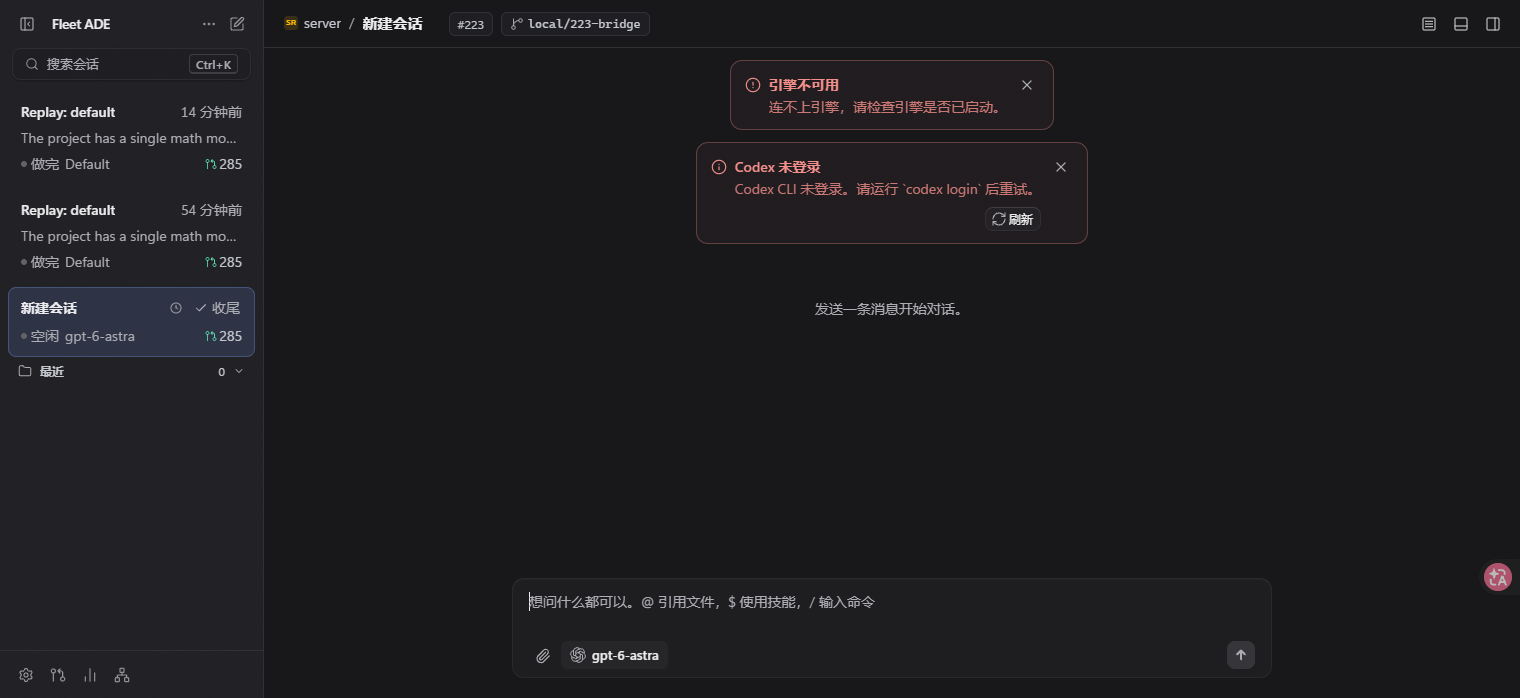 Fleet ADE
搜索会话 Ctrl+K
Replay: default 14 分钟前
The project has a single math mo...
做完 Default 285
Replay: default 54 分钟前
The project has a single math mo...
做完 Default 285
新建会话 收尾
空闲 gpt-6-astra 285
最近 0
SR server / 新建会话 #223 local/223-bridge
引擎不可用
连不上引擎，请检查引擎是否已启动。
Codex 未登录
Codex CLI 未登录。请运行 `codex login` 后重试。
刷新
发送一条消息开始对话。
想问什么都可以。@ 引用文件，$ 使用技能，/ 输入命令
gpt-6-astra